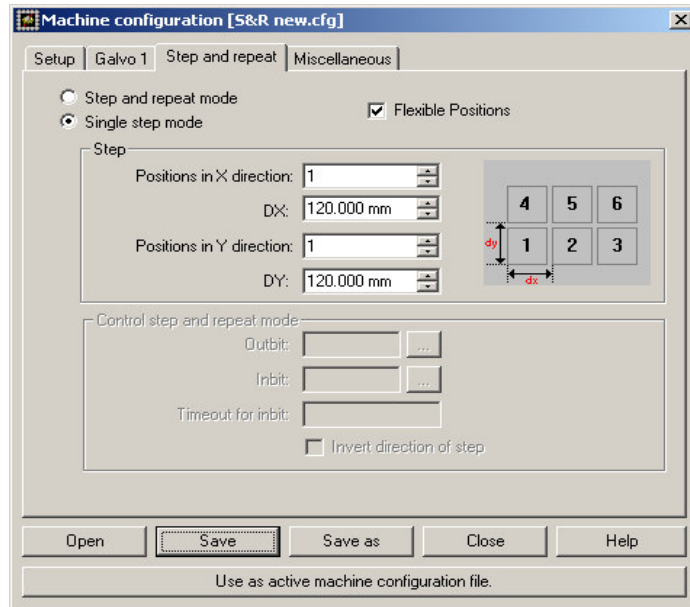 Machine configuration [S&R new.cfg]
Setup Galvo 1 Step and repeat Miscellaneous
Step and repeat mode
Flexible Positions
Single step mode
Step
Positions in X direction: 1
DX: 120.000 mm
Positions in Y direction: 1
DY: 120.000 mm
4 5 6
dy 1 2 3
dx
Control step and repeat mode
Outbit: ...
Inbit: ...
Timeout for inbit:
Invert direction of step
Open Save Save as Close Help
Use as active machine configuration file.